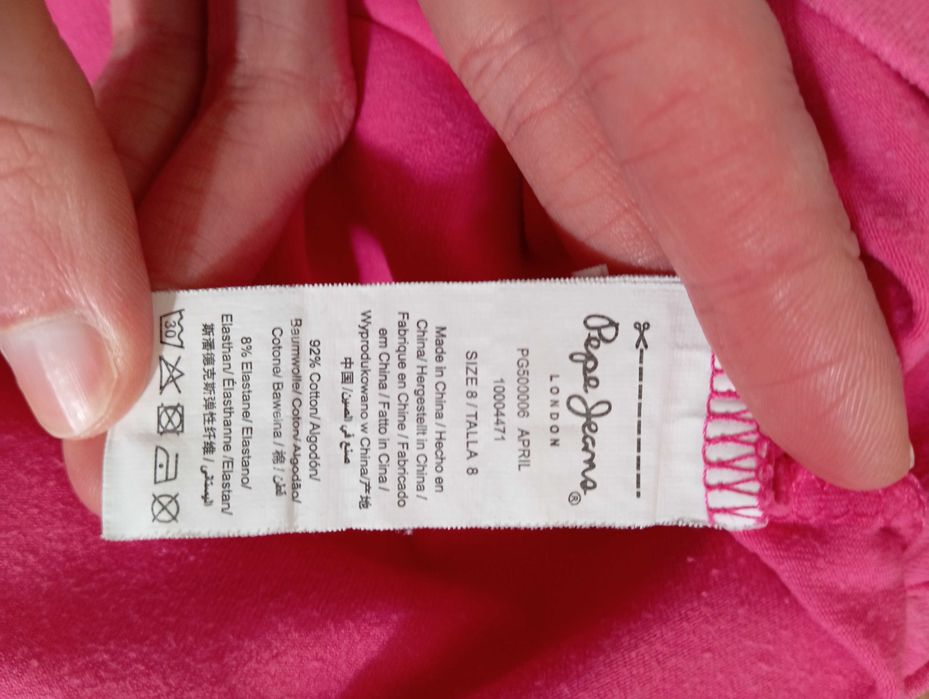 Pepe Jeans®
LONDON
PG500006 APRIL
10004471
SIZE 8 / TALLA 8
Made in China / Hecho en
China/ Hergestellt in China /
Fabrique en Chine / Fabricado
em China / Fatto in Cina /
Wyprodukowano w China/产地
中国 / صنع في الصين
92% Cotton/Algodón/
Baumwolle/ Coton/ Algodão/
Cotone/ Bawełna / 棉 / قطن
8% Elastane/ Elastano/
Elasthan/ Élasthanne /Elastan/
斯潘德克斯弹性纤维 /
30